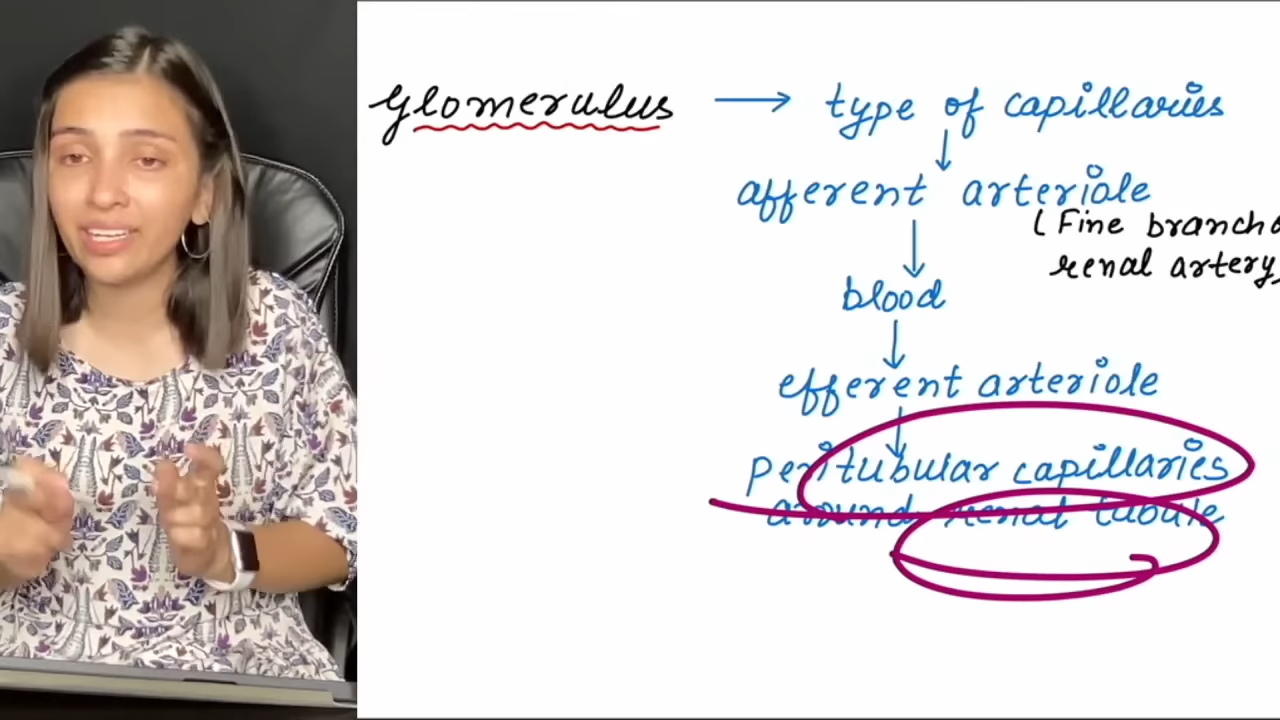 Glomerulus → type of capillaries
↓
afferent arteriole
(Fine branch
renal artery)
↓
blood
↓
efferent arteriole
↓
peritubular capillaries
around renal tubule